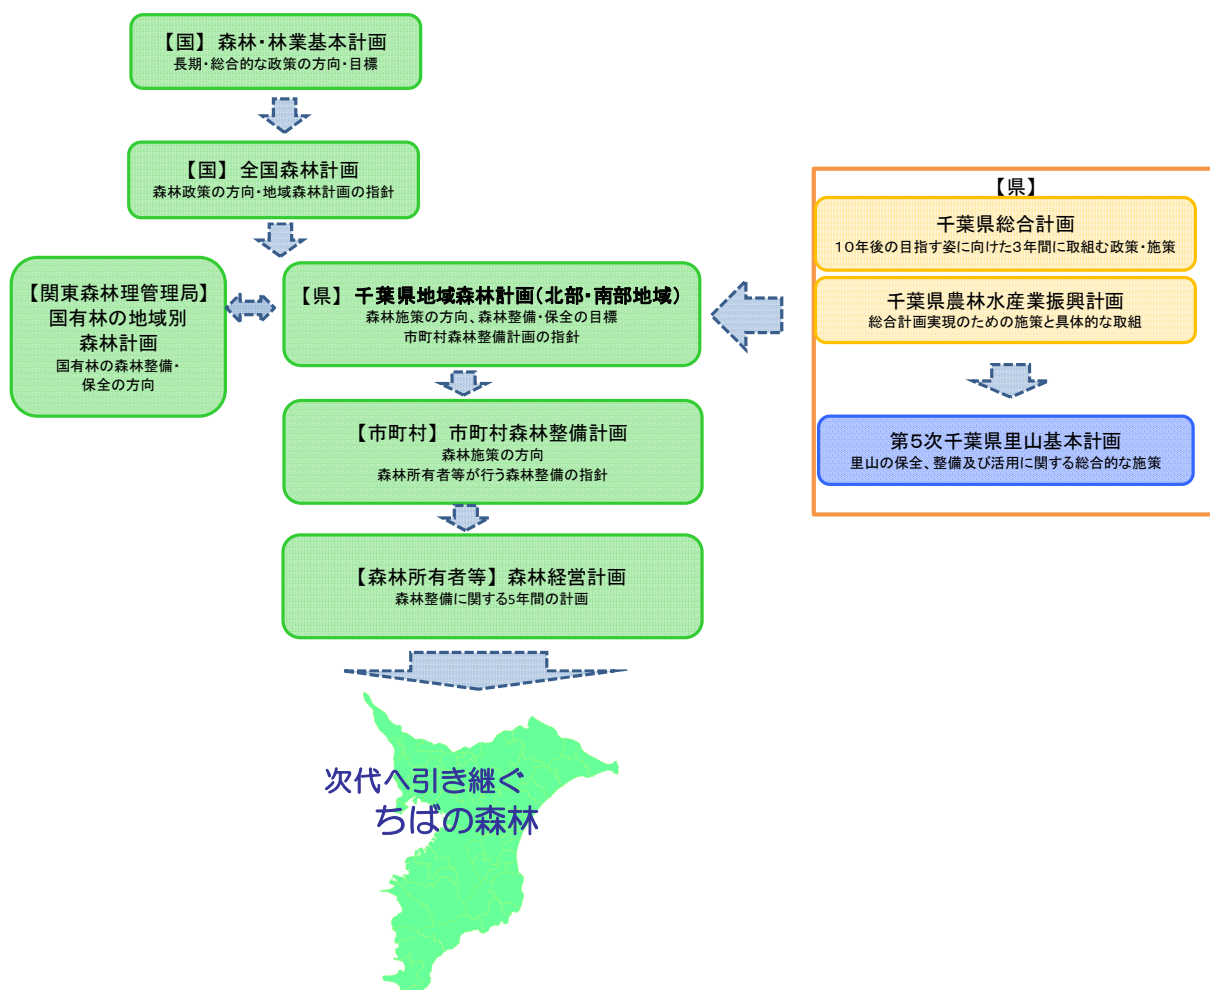 【国】 森林・林業基本計画
長期・総合的な政策の方向・目標
【国】 全国森林計画
森林政策の方向・地域森林計画の指針
【関東森林理管理局】
国有林の地域別
森林計画
国有林の森林整備・
保全の方向
【県】 千葉県地域森林計画(北部・南部地域)
森林施策の方向、森林整備・保全の目標
市町村森林整備計画の指針
【市町村】 市町村森林整備計画
森林施策の方向
森林所有者等が行う森林整備の指針
【森林所有者等】 森林経営計画
森林整備に関する5年間の計画
【県】
千葉県総合計画
10年後の目指す姿に向けた3年間に取組む政策・施策
千葉県農林水産業振興計画
総合計画実現のための施策と具体的な取組
第5次千葉県里山基本計画
里山の保全、整備及び活用に関する総合的な施策
次代へ引き継ぐ
ちばの森林